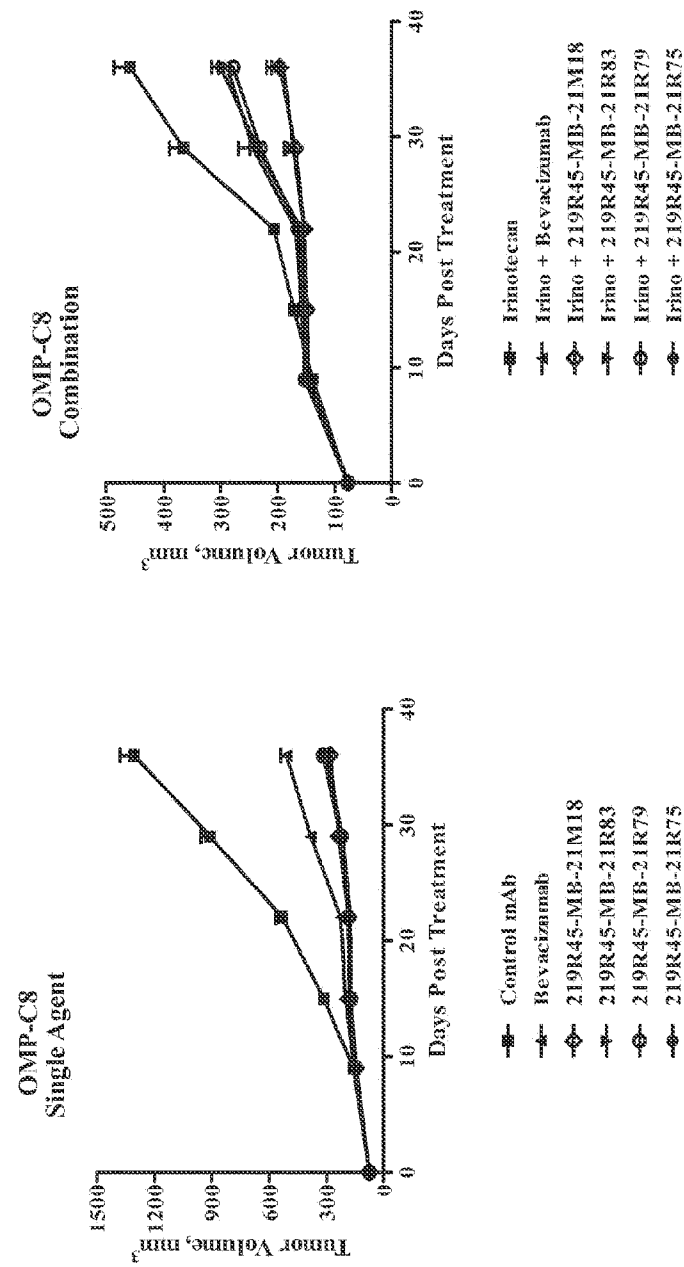 OMP-C8
Single Agent
1500
1200
900
600
300
0
Tumor Volume, mm3
0 10 20 30 40
Days Post Treatment
Control mAb
Bevacizumab
219R45-MB-21M18
219R45-MB-21R83
219R45-MB-21R79
219R45-MB-21R75
OMP-C8
Combination
500
400
300
200
100
0
Tumor Volume, mm3
0 10 20 30 40
Days Post Treatment
Irinotecan
Irino + Bevacizumab
Irino + 219R45-MB-21M18
Irino + 219R45-MB-21R83
Irino + 219R45-MB-21R79
Irino + 219R45-MB-21R75